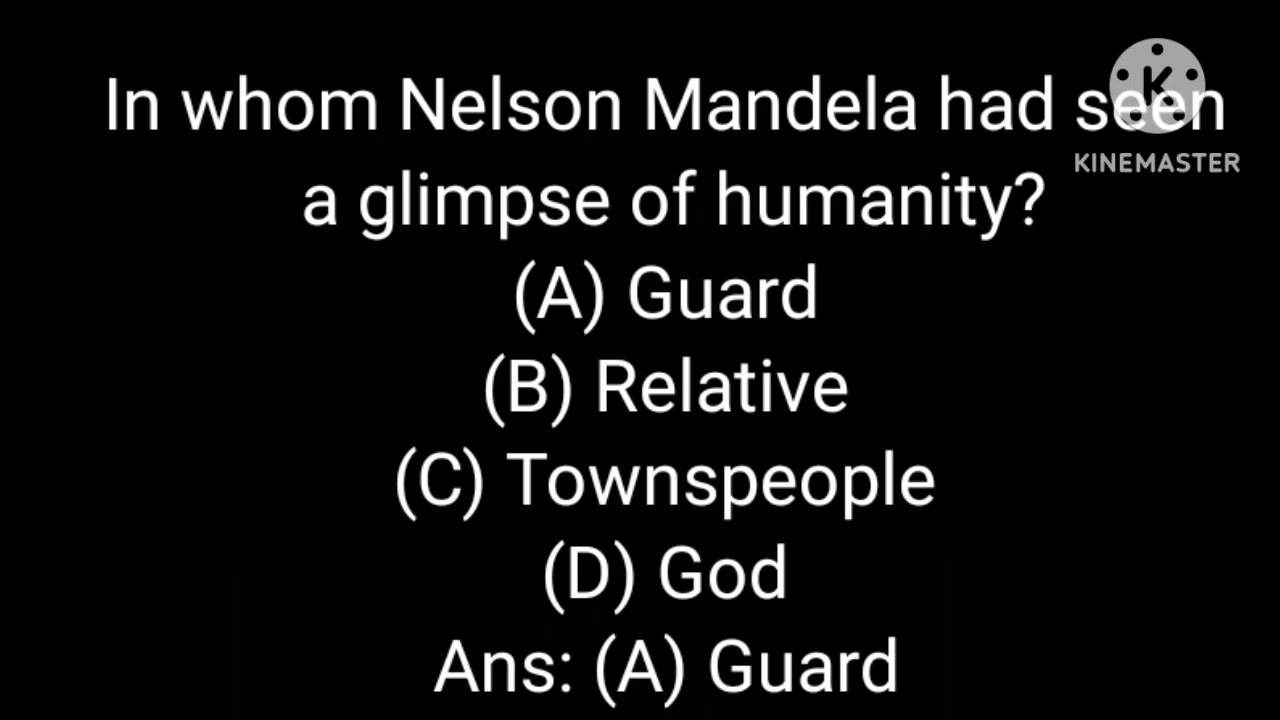 In whom Nelson Mandela had seen
a glimpse of humanity?
(A) Guard
(B) Relative
(C) Townspeople
(D) God
Ans: (A) Guard
K
KINEMASTER